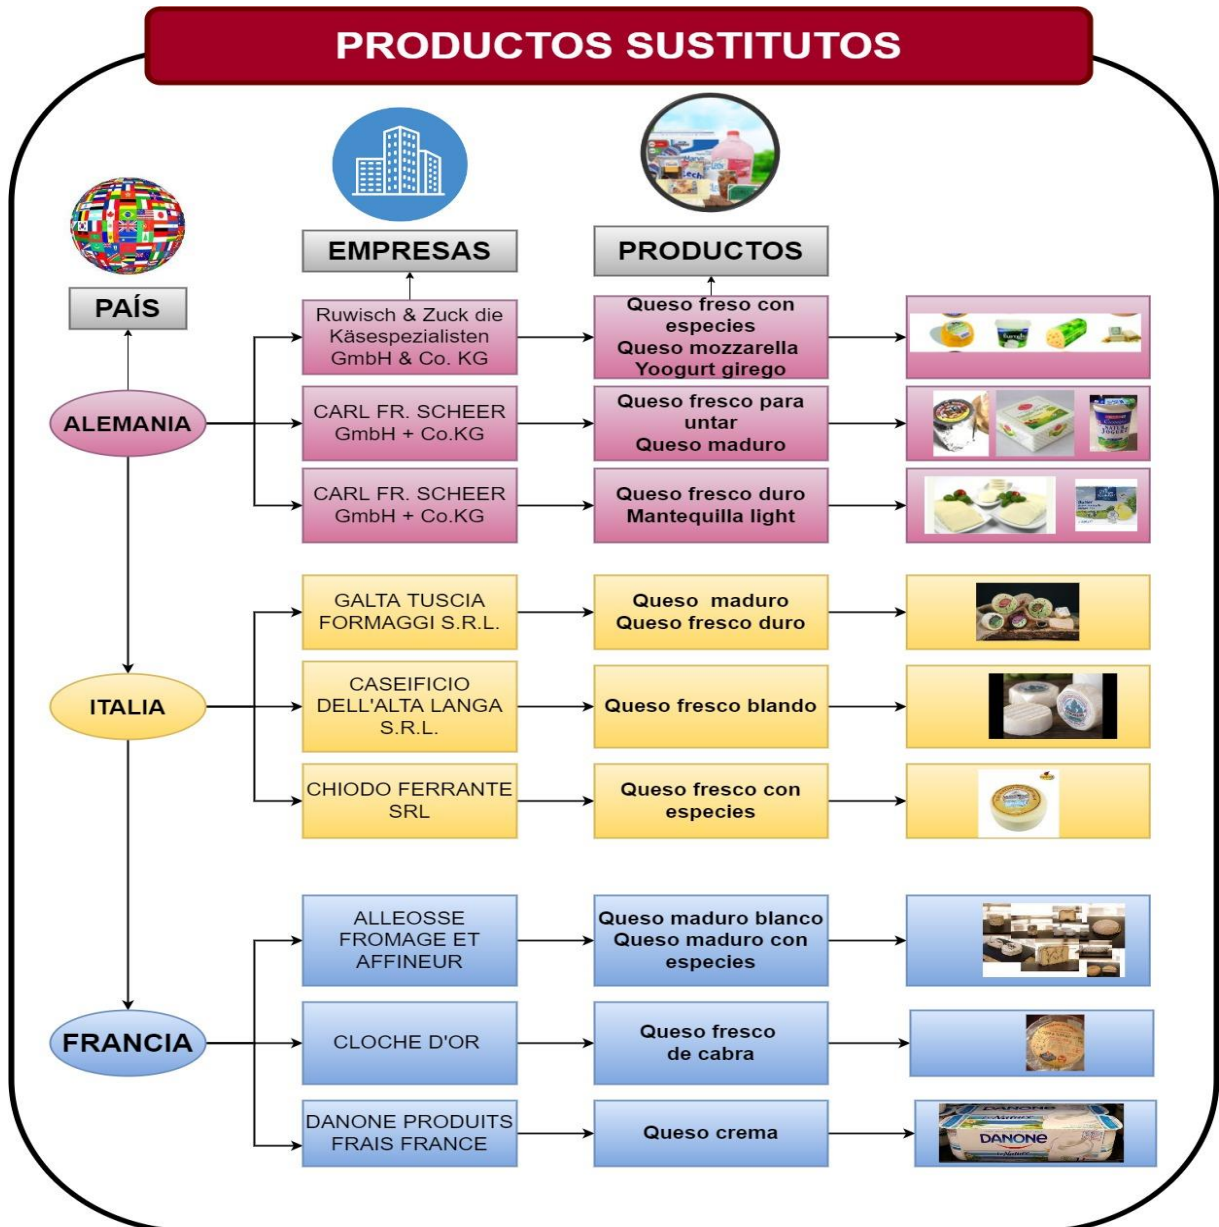 PRODUCTOS SUSTITUTOS
EMPRESAS
PRODUCTOS
PAÍS
ALEMANIA
Ruwisch & Zuck die
Käsespezialisten
GmbH & Co. KG
Queso freso con
especies
Queso mozzarella
Yoogurt girego
CARL FR. SCHEER
GmbH + Co.KG
Queso fresco para
untar
Queso maduro
CARL FR. SCHEER
GmbH + Co.KG
Queso fresco duro
Mantequilla light
ITALIA
GALTA TUSCIA
FORMAGGI S.R.L.
Queso maduro
Queso fresco duro
CASEIFICIO
DELL'ALTA LANGA
S.R.L.
Queso fresco blando
CHIODO FERRANTE
SRL
Queso fresco con
especies
FRANCIA
ALLEOSSE
FROMAGE ET
AFFINEUR
Queso maduro blanco
Queso maduro con
especies
CLOCHE D'OR
Queso fresco
de cabra
DANONE PRODUITS
FRAIS FRANCE
Queso crema
DANONE
DANONE